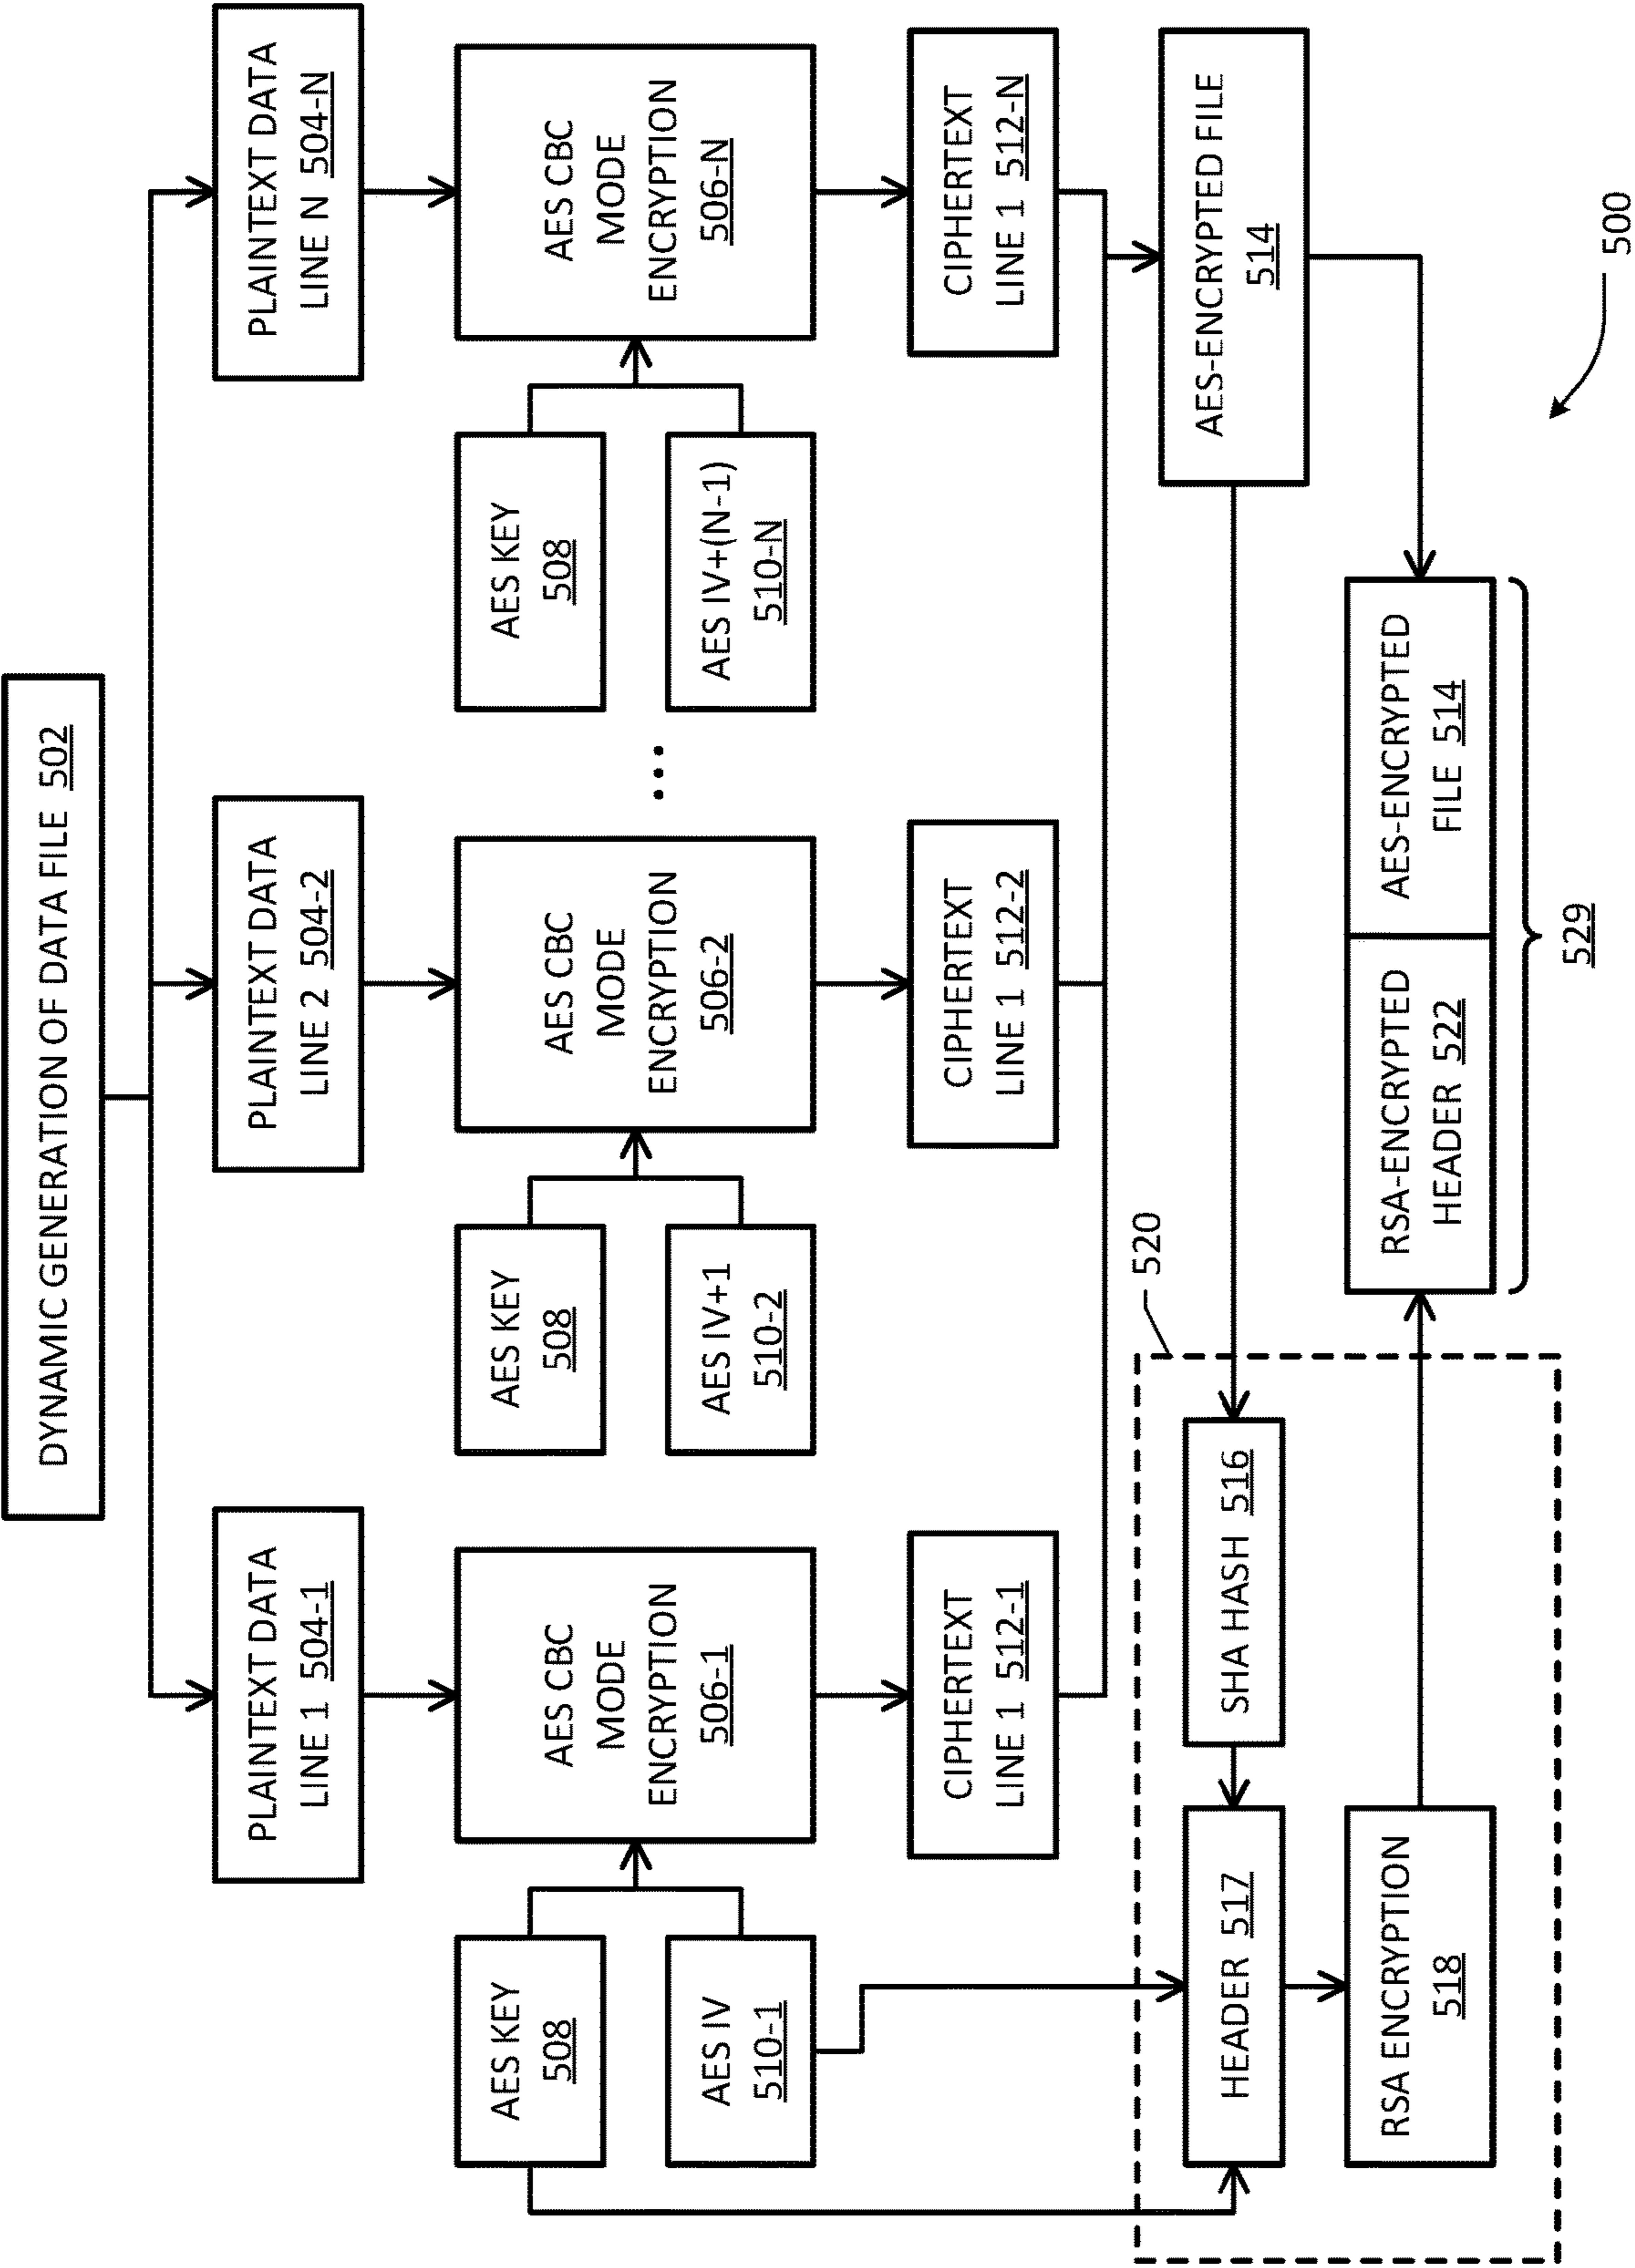 DYNAMIC GENERATION OF DATA FILE 502
PLAINTEXT DATA
LINE 1 504-1
PLAINTEXT DATA
LINE 2 504-2
PLAINTEXT DATA
LINE N 504-N
AES KEY
508
AES IV
510-1
AES CBC
MODE
ENCRYPTION
506-1
AES KEY
508
AES IV+1
510-2
AES CBC
MODE
ENCRYPTION
506-2
...
AES KEY
508
AES IV+(N-1)
510-N
AES CBC
MODE
ENCRYPTION
506-N
CIPHERTEXT
LINE 1 512-1
CIPHERTEXT
LINE 1 512-2
CIPHERTEXT
LINE 1 512-N
520
HEADER 517
SHA HASH 516
AES-ENCRYPTED FILE
514
RSA ENCRYPTION
518
RSA-ENCRYPTED
HEADER 522
AES-ENCRYPTED
FILE 514
529
500